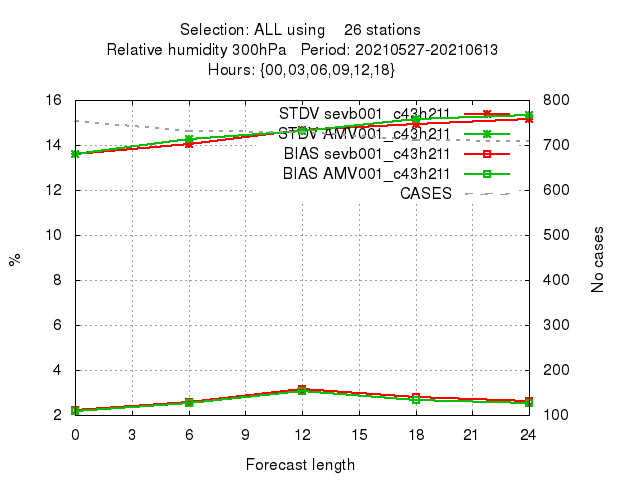 Selection: ALL using 26 stations
Relative humidity 300hPa Period: 20210527-20210613
Hours: {00,03,06,09,12,18}
STDV sevb001_c43h211
STDV AMV001_c43h211
BIAS sevb001_c43h211
BIAS AMV001_c43h211
CASES
16
14
12
10
8
6
4
2
%
800
700
600
500
400
300
200
100
No cases
0 3 6 9 12 15 18 21 24
Forecast length